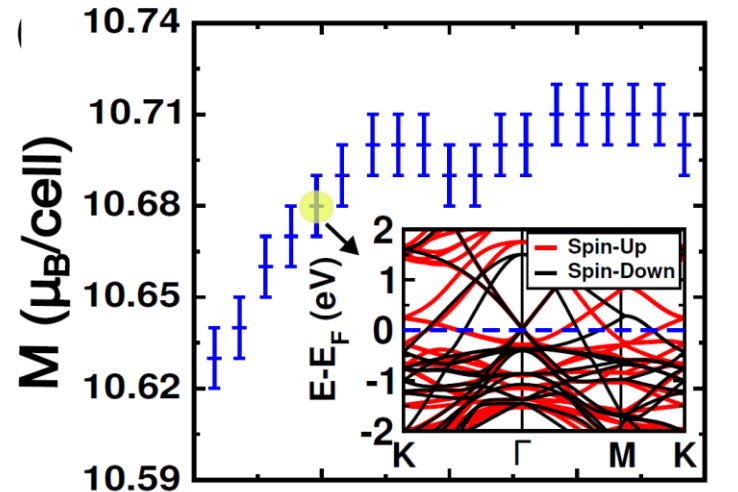 10.74
10.71
10.68
10.65
10.62
10.59
M (μB/cell)
2
1
0
-1
-2
E-EF (eV)
Spin-Up
Spin-Down
K Γ M K